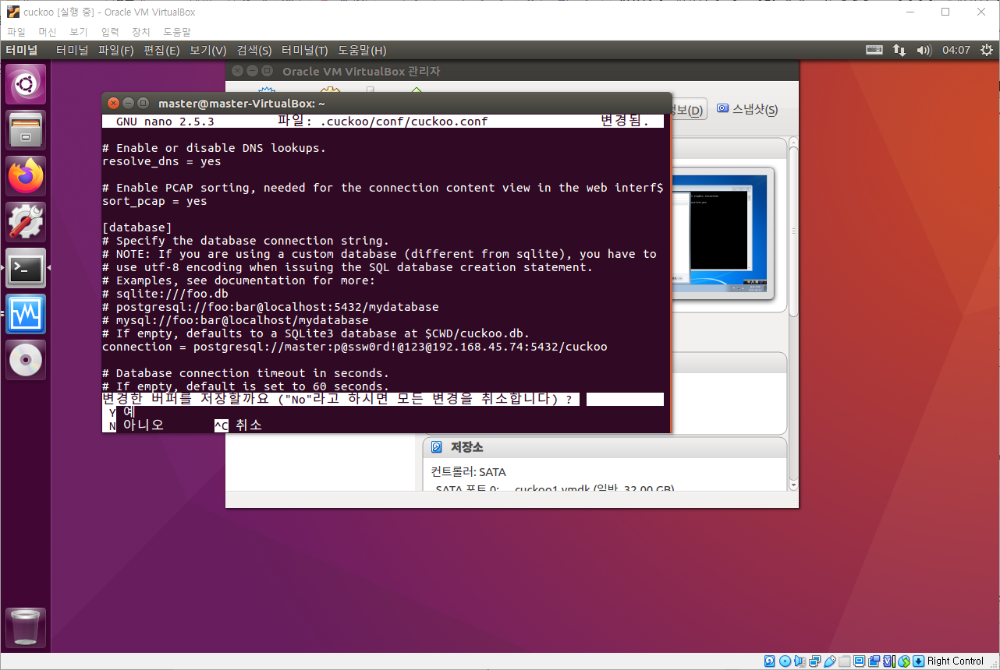 cuckoo [실행 중] - Oracle VM VirtualBox
파일 머신 보기 입력 장치 도움말
터미널 터미널 파일(F) 편집(E) 보기(V) 검색(S) 터미널(T) 도움말(H) 04:07
Oracle VM VirtualBox 관리자
보(D) 스냅샷(S)
master@master-VirtualBox: ~
GNU nano 2.5.3 파일: .cuckoo/conf/cuckoo.conf 변경됨.
# Enable or disable DNS lookups.
resolve_dns = yes
# Enable PCAP sorting, needed for the connection content view in the web interf$
sort_pcap = yes
[database]
# Specify the database connection string.
# NOTE: If you are using a custom database (different from sqlite), you have to
# use utf-8 encoding when issuing the SQL database creation statement.
# Examples, see documentation for more:
# sqlite:///foo.db
# postgresql://foo:bar@localhost:5432/mydatabase
# mysql://foo:bar@localhost/mydatabase
# If empty, defaults to a SQLite3 database at $CWD/cuckoo.db.
connection = postgresql://master:p@ssw0rd!@123@192.168.45.74:5432/cuckoo
# Database connection timeout in seconds.
# If empty, default is set to 60 seconds.
변경한 버퍼를 저장할까요 ("No"라고 하시면 모든 변경을 취소합니다) ?
Y 예
N 아니오 ^C 취소
저장소
컨트롤러: SATA
SATA 포트 0: cuckoo1.vmdk (일반, 32.00 GB)
Right Control